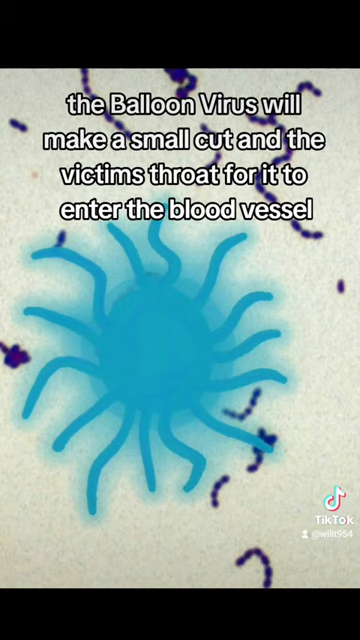 the Balloon Virus will
make a small cut and the
victims throat for it to
enter the blood vessel
TikTok
@willt954